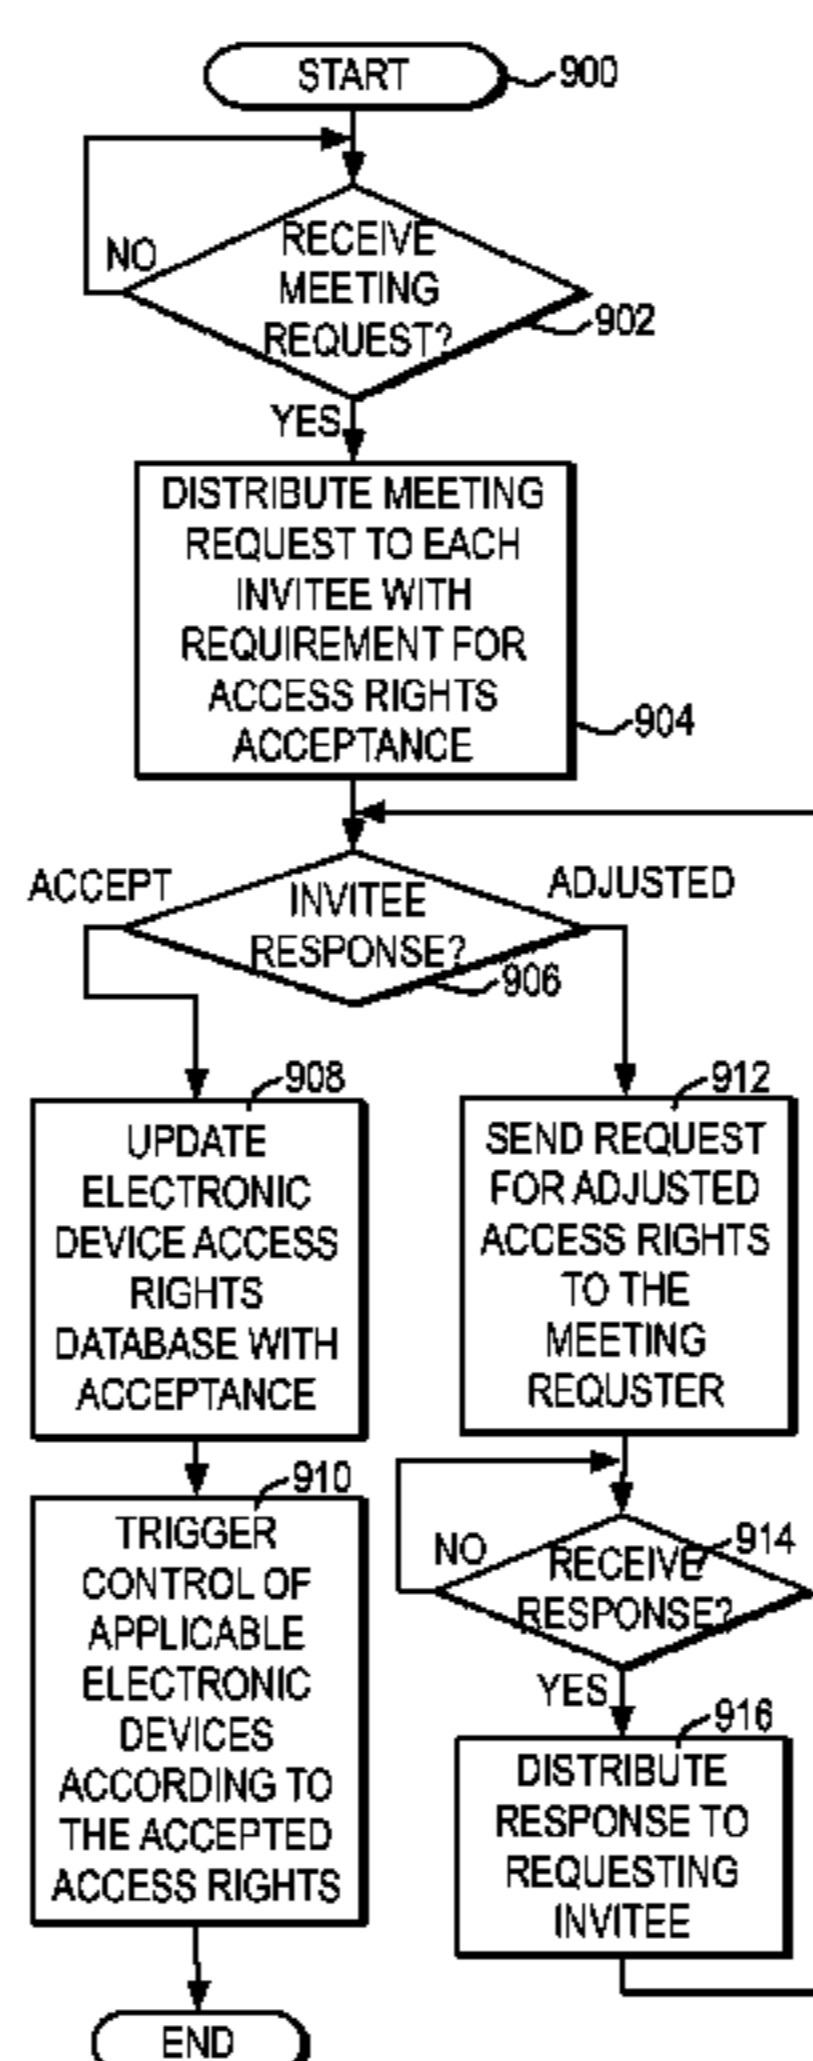 START
900
NO
RECEIVE
MEETING
REQUEST?
902
YES
DISTRIBUTE MEETING
REQUEST TO EACH
INVITEE WITH
REQUIREMENT FOR
ACCESS RIGHTS
ACCEPTANCE
904
ACCEPT
INVITEE
RESPONSE?
ADJUSTED
906
908
UPDATE
ELECTRONIC
DEVICE ACCESS
RIGHTS
DATABASE WITH
ACCEPTANCE
912
SEND REQUEST
FOR ADJUSTED
ACCESS RIGHTS
TO THE
MEETING
REQUSTER
910
TRIGGER
CONTROL OF
APPLICABLE
ELECTRONIC
DEVICES
ACCORDING TO
THE ACCEPTED
ACCESS RIGHTS
NO
RECEIVE
RESPONSE?
914
YES
916
DISTRIBUTE
RESPONSE TO
REQUESTING
INVITEE
END